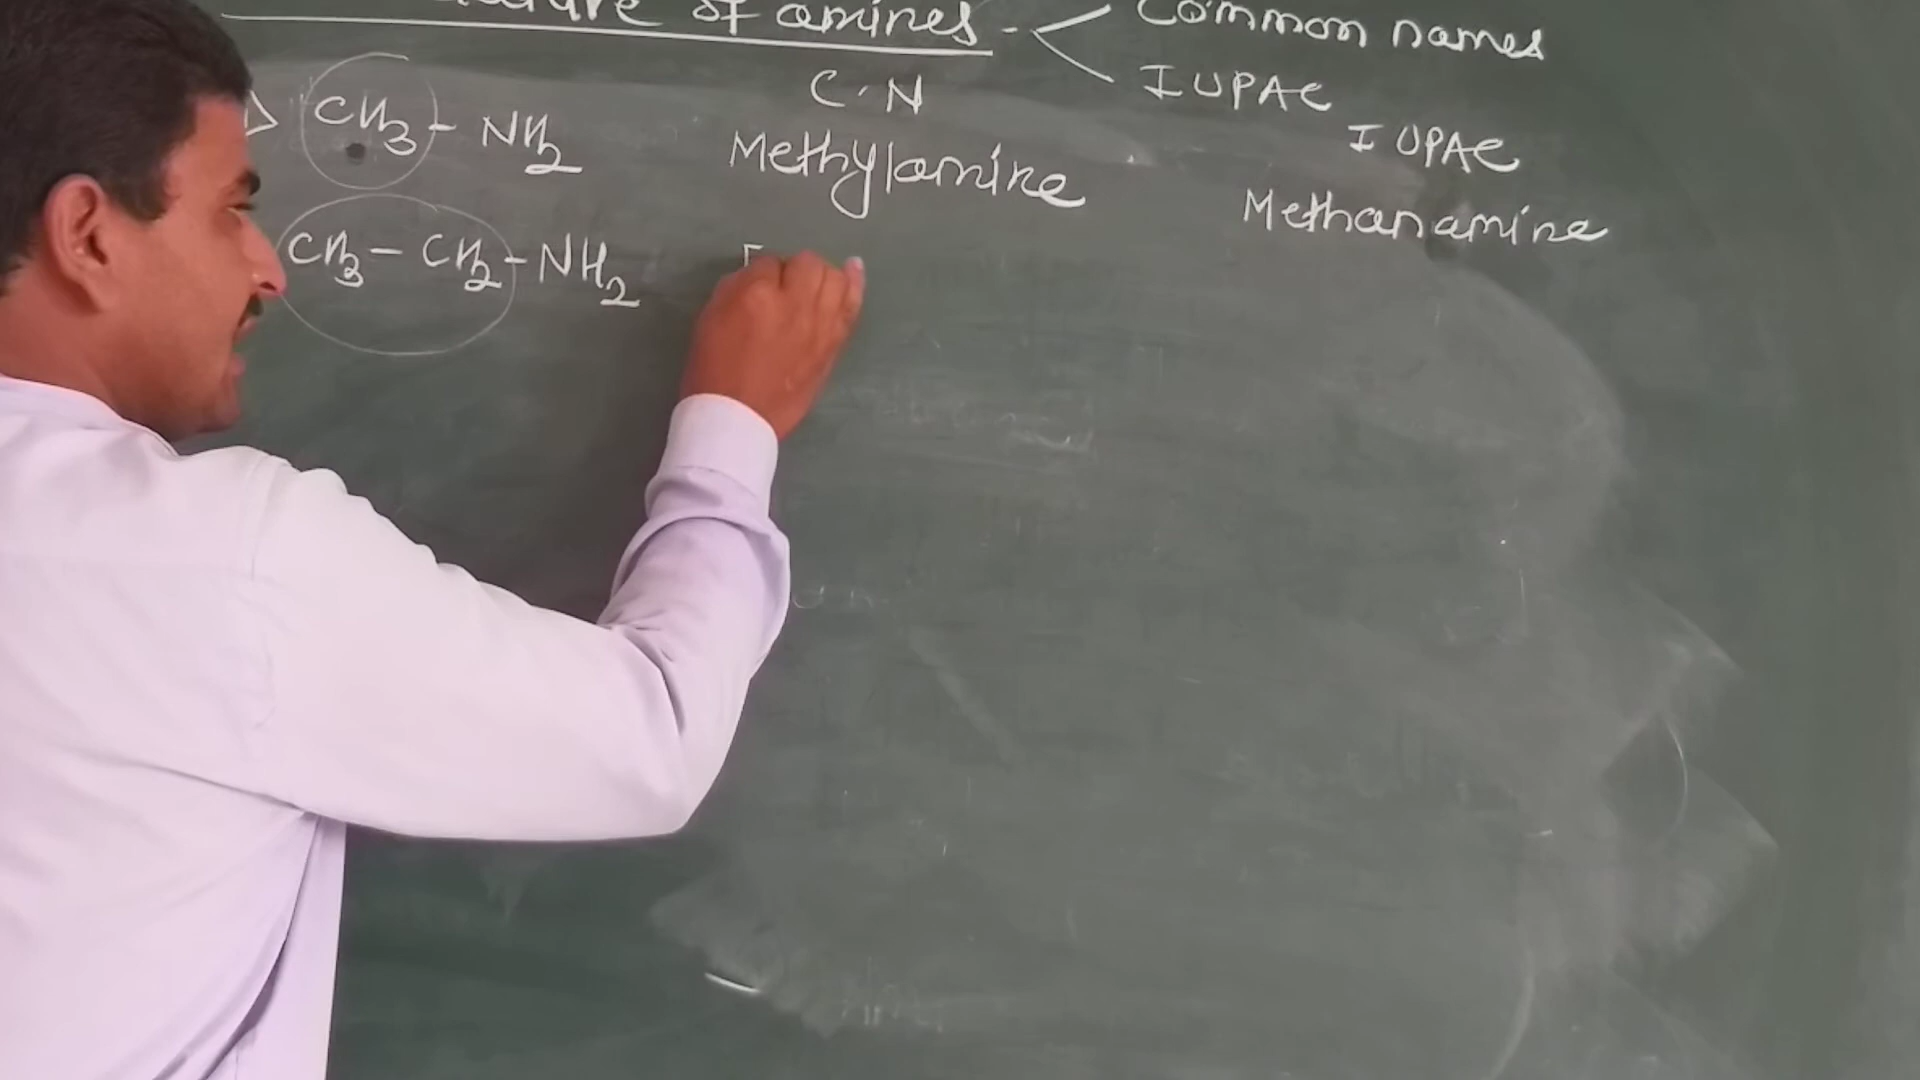 of amines - Common names
IUPAC
C.N
IUPAC
CH3 - NH2 Methylamine Methanamine
CH3 - CH2 - NH2